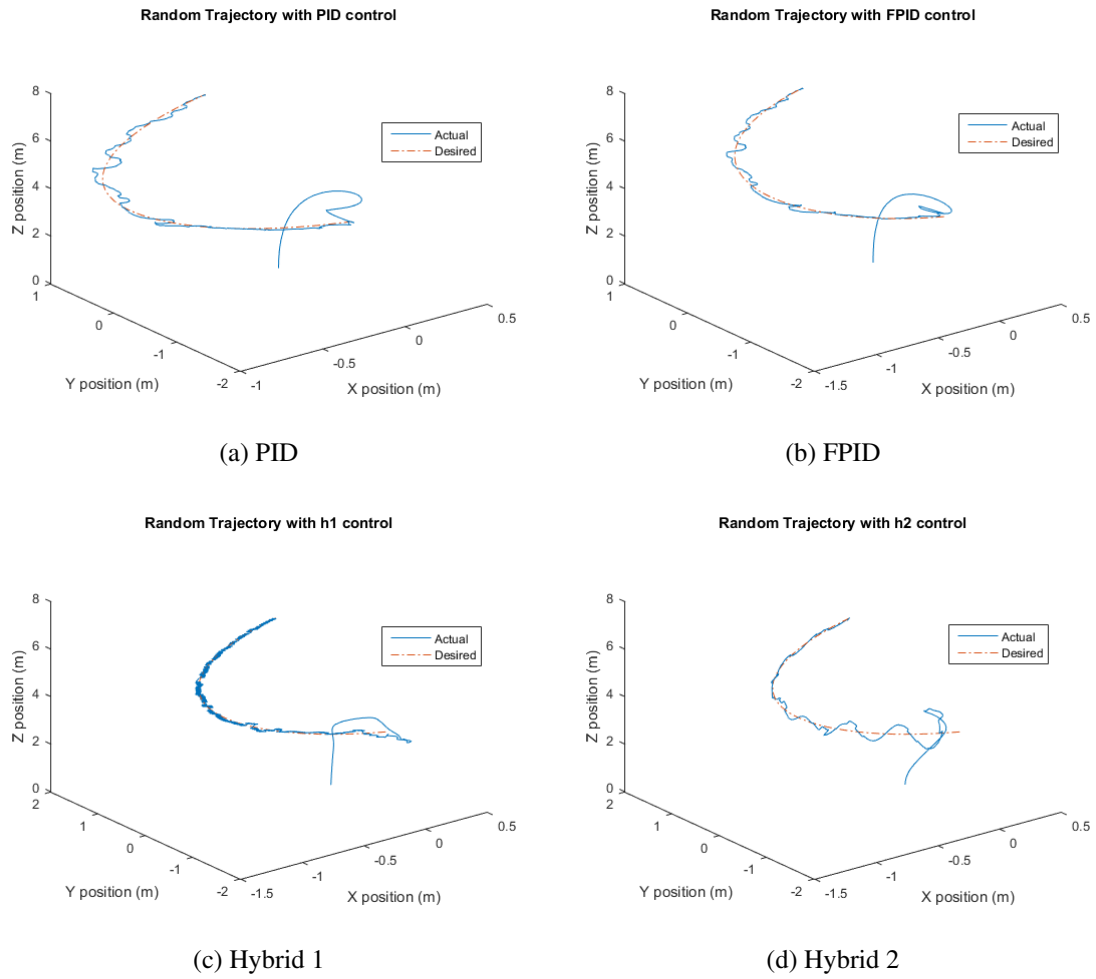 Random Trajectory with PID control
8
6
4
2
0
Z position (m)
Actual
Desired
1
0
-1
-2
Y position (m)
-1
-0.5
0
0.5
X position (m)
(a) PID
Random Trajectory with FPID control
8
6
4
2
0
Z position (m)
Actual
Desired
1
0
-1
-2
Y position (m)
-1.5
-1
-0.5
0
0.5
X position (m)
(b) FPID
Random Trajectory with h1 control
8
6
4
2
0
Z position (m)
Actual
Desired
2
1
0
-1
-2
Y position (m)
-1.5
-1
-0.5
0
0.5
X position (m)
(c) Hybrid 1
Random Trajectory with h2 control
8
6
4
2
0
Z position (m)
Actual
Desired
2
1
0
-1
-2
Y position (m)
-1.5
-1
-0.5
0
0.5
X position (m)
(d) Hybrid 2